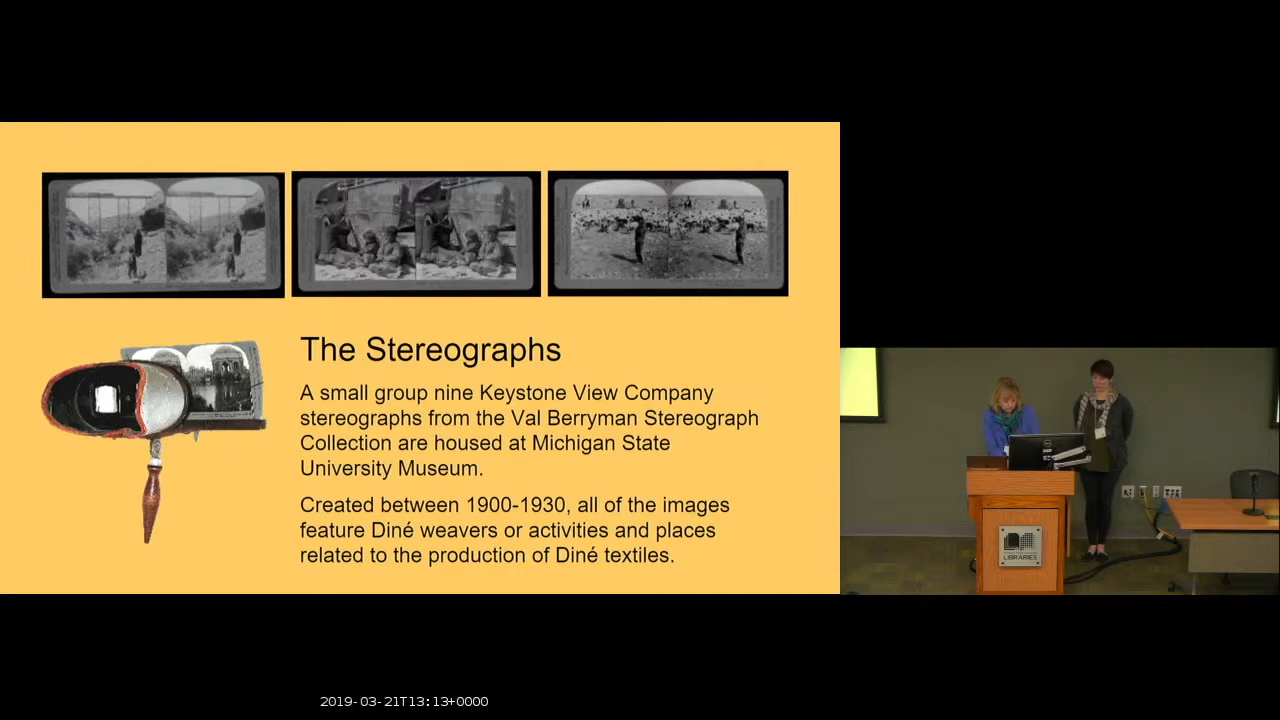 The Stereographs
A small group nine Keystone View Company
stereographs from the Val Berryman Stereograph
Collection are housed at Michigan State
University Museum.
Created between 1900-1930, all of the images
feature Diné weavers or activities and places
related to the production of Diné textiles.
LIBRARIES
2019-03-21T13:13+0000